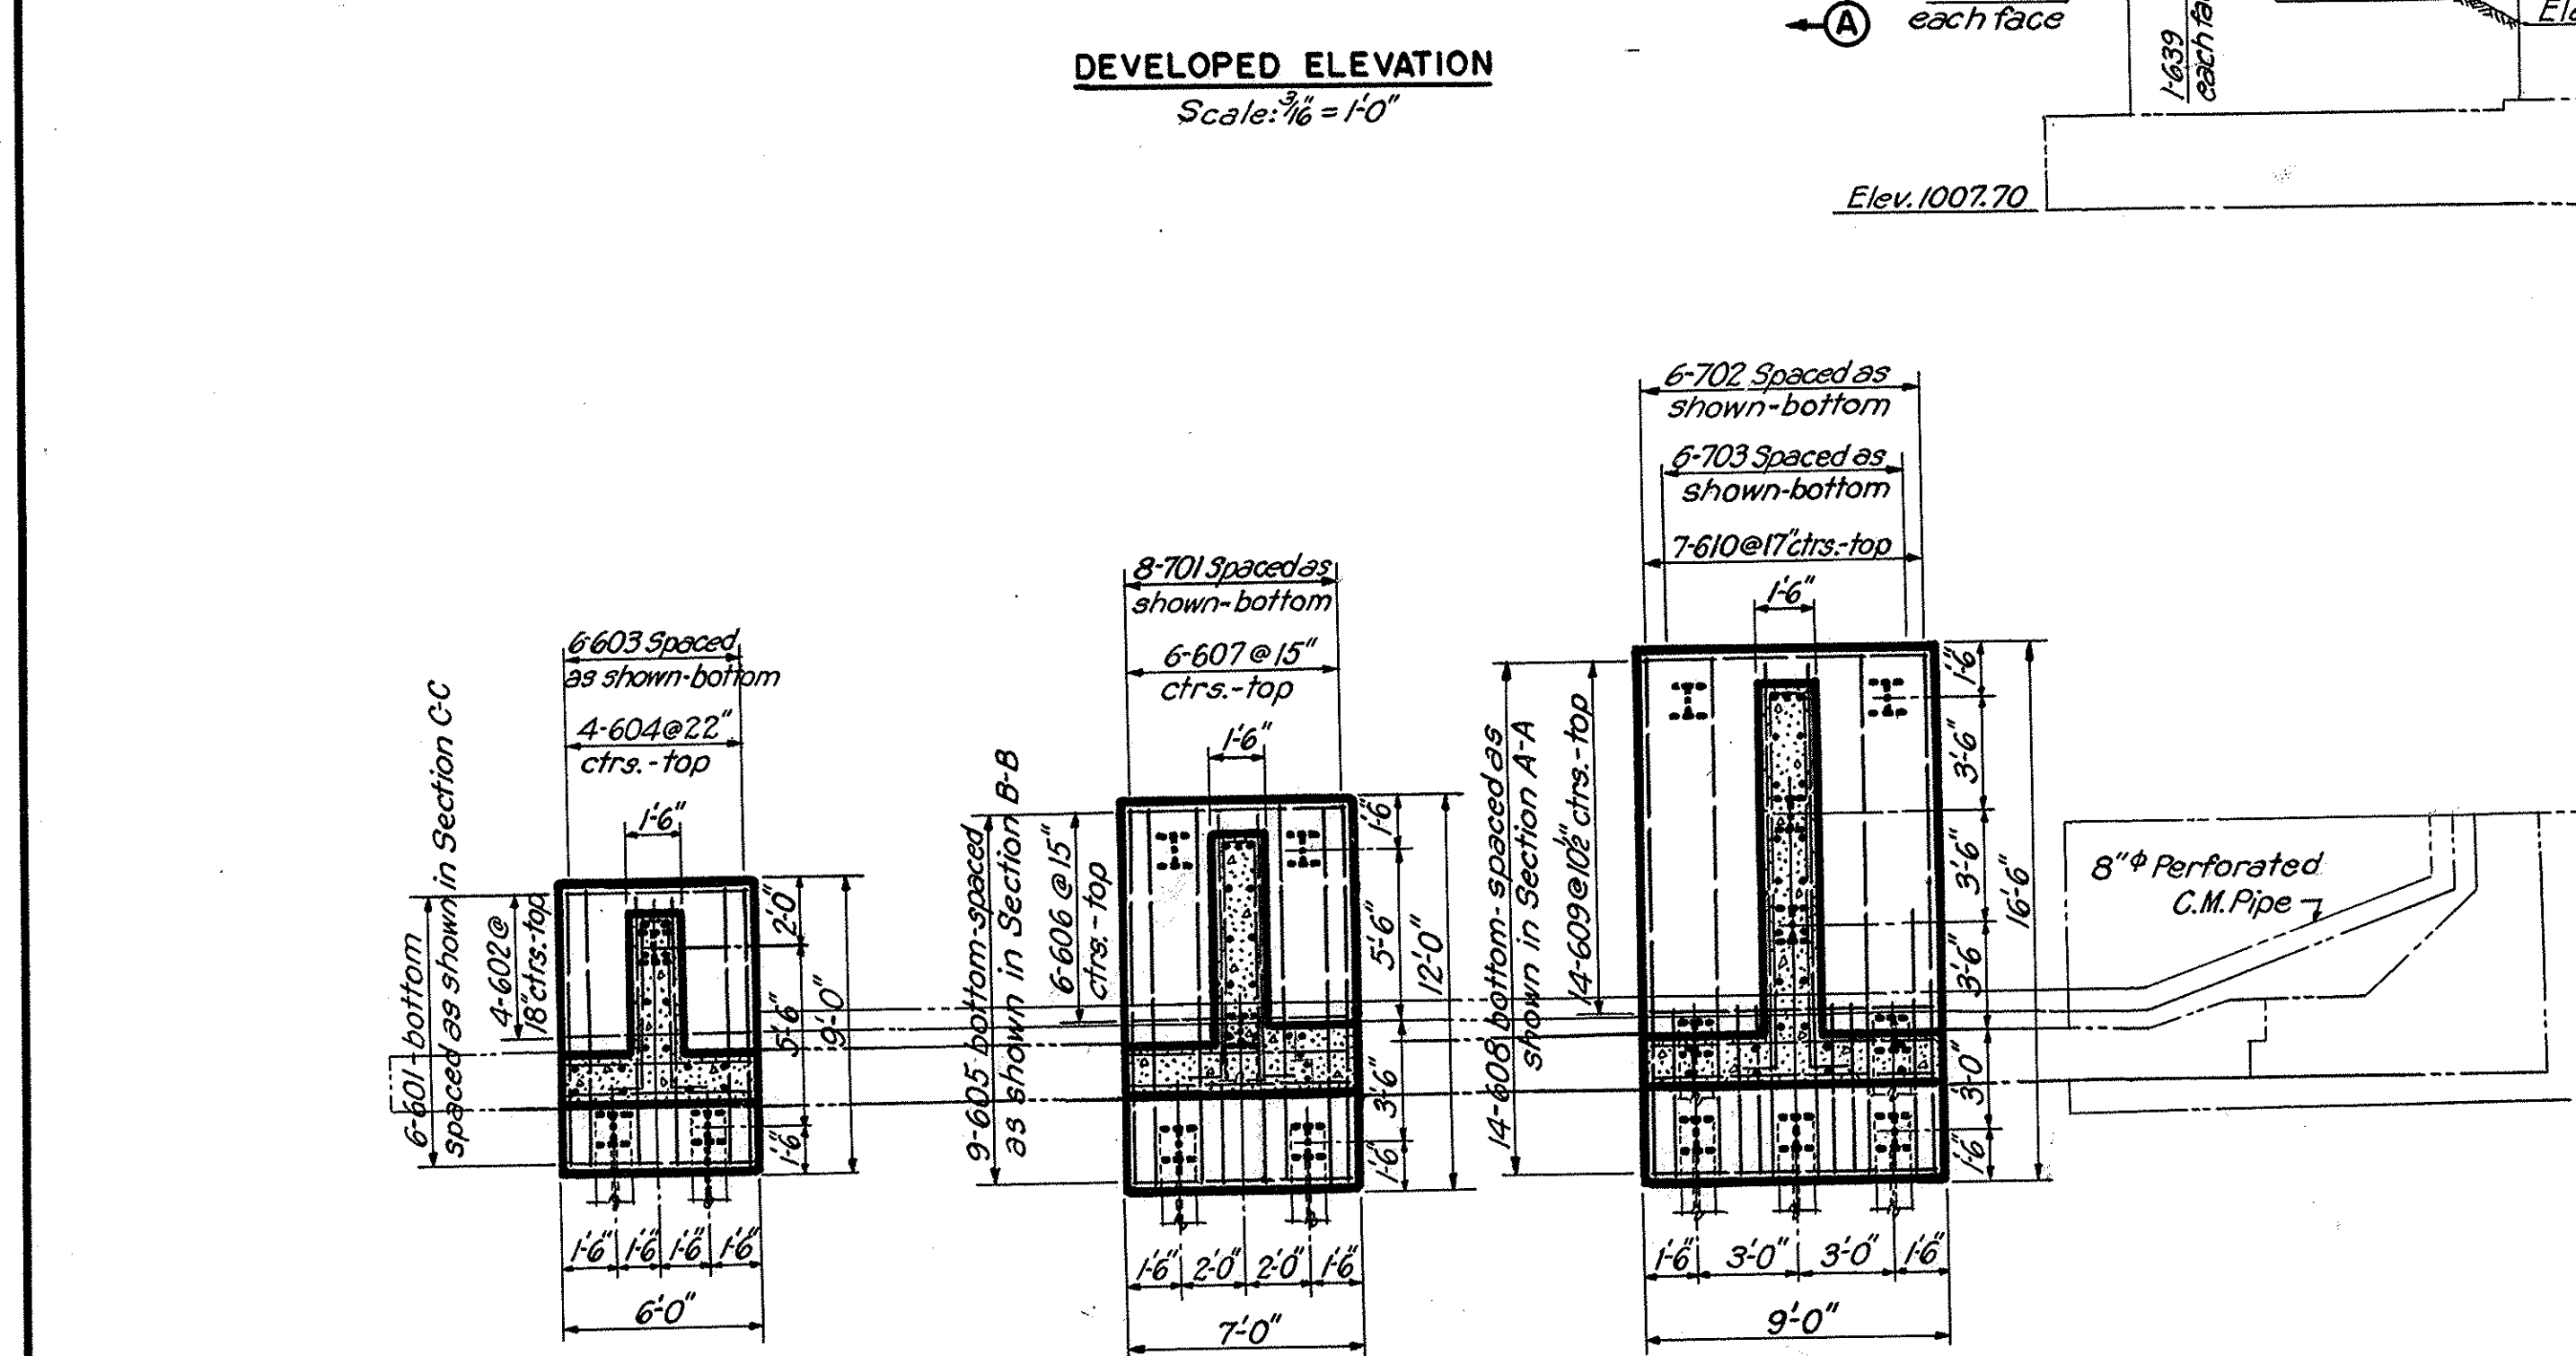 A
each face
1-639
each fa
Ele
DEVELOPED ELEVATION
Scale: 3/16" = 1'-0"
Elev. 1007.70
6-603 Spaced
as shown-bottom
4-604@22"
ctrs.-top
1'-6"
6-601-bottom
spaced as shown in Section C-C
4-602@
18" ctrs.-top
2'-0"
5'-6"
1'-6"
9'-0"
1'-6" 1'-6" 1'-6" 1'-6"
6'-0"
8-701 Spaced as
shown-bottom
6-607@15"
ctrs.-top
1'-6"
9-605 bottom-spaced
as shown in Section B-B
6-606@15"
ctrs.-top
1'-6"
5'-6"
3'-6"
1'-6"
12'-0"
1'-6" 2'-0" 2'-0" 1'-6"
7'-0"
6-702 Spaced as
shown-bottom
6-703 Spaced as
shown-bottom
7-610@17" ctrs.-top
1'-6"
14-608 bottom-spaced as
shown in Section A-A
14-609@10½" ctrs.-top
1'-6"
3'-6"
3'-6"
3'-6"
3'-0"
1'-6"
16'-6"
1'-6" 3'-0" 3'-0" 1'-6"
9'-0"
8"ϕ Perforated
C.M. Pipe